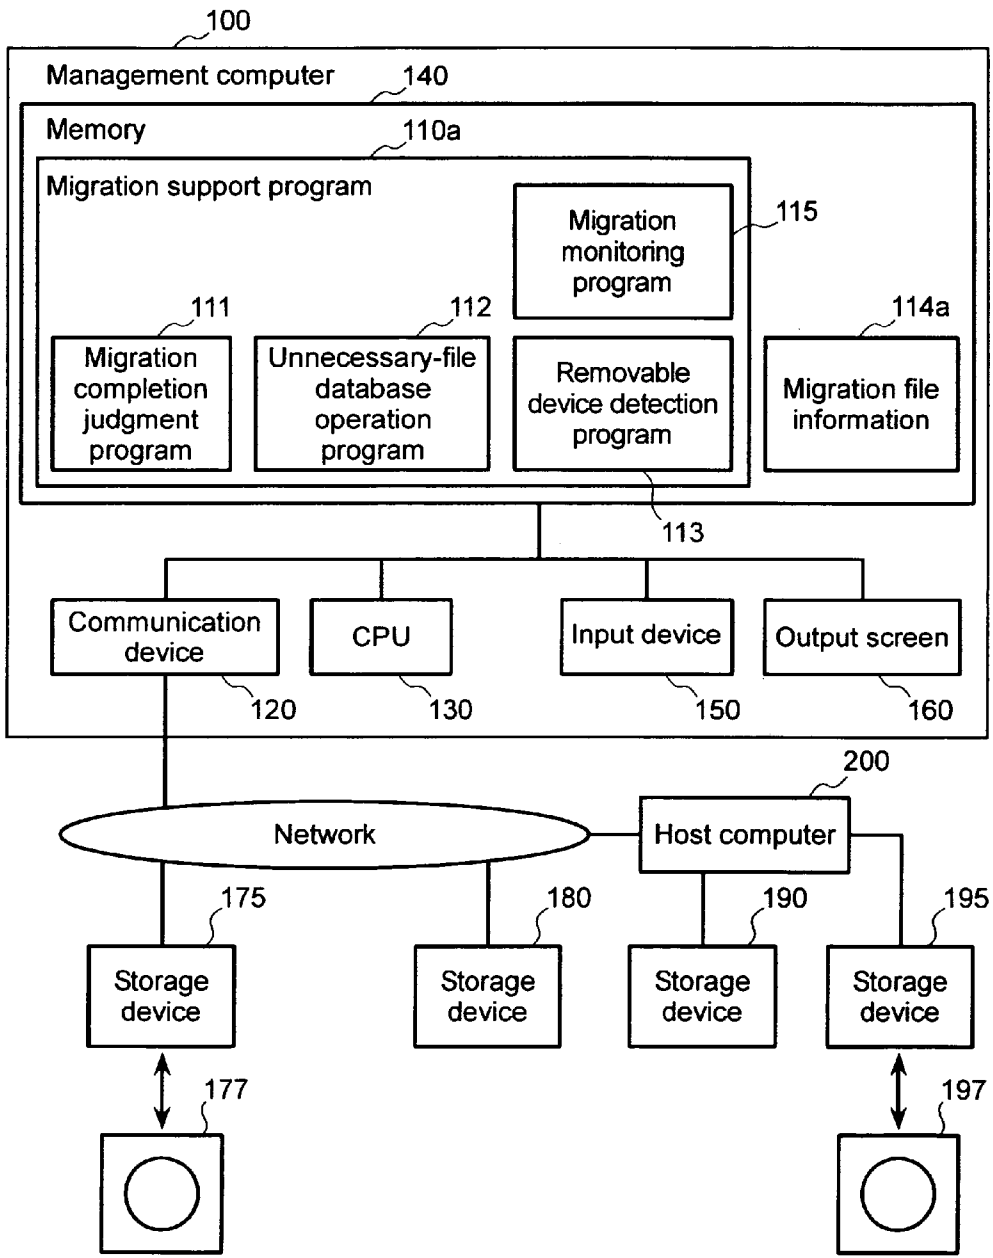 100
Management computer
140
Memory
110a
Migration support program
Migration
monitoring
program
115
111
Migration
completion
judgment
program
112
Unnecessary-file
database
operation
program
Removable
device detection
program
113
114a
Migration file
information
Communication
device
120
CPU
130
Input device
150
Output screen
160
Network
200
Host computer
175
Storage
device
180
Storage
device
190
Storage
device
195
Storage
device
177
197